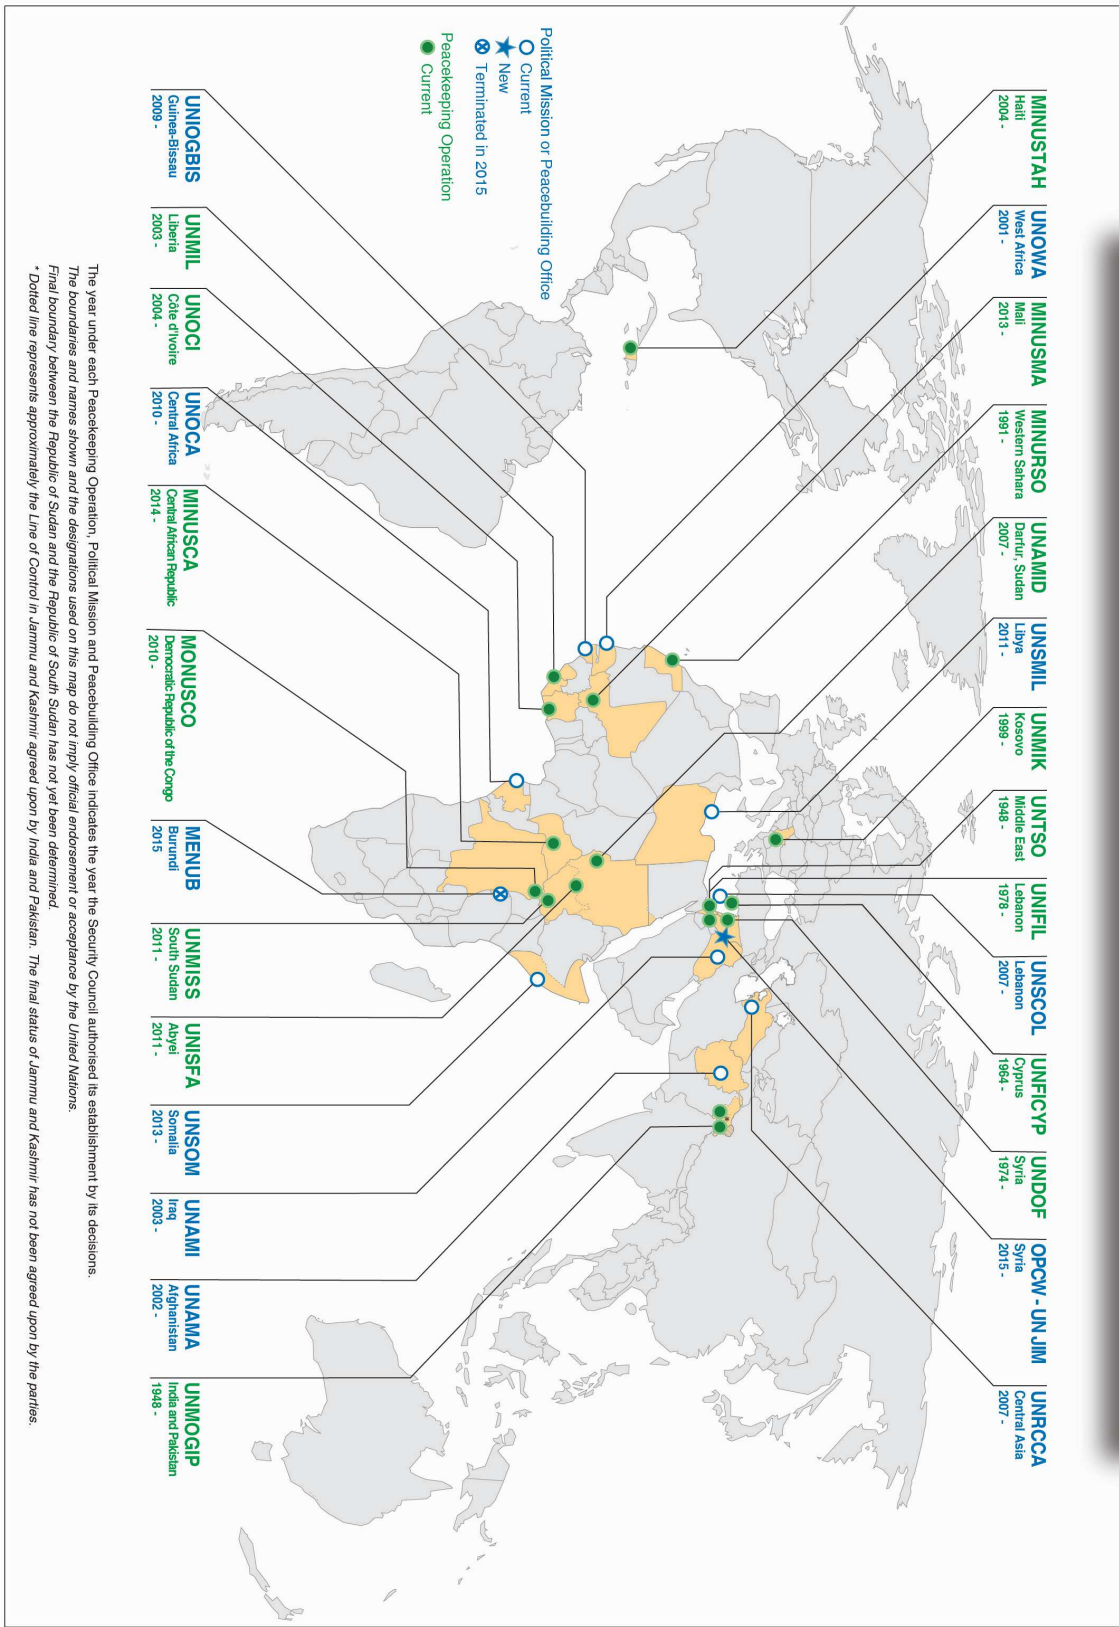 MINUSTAH
Haiti
2004 -
UNOWA
West Africa
2001 -
MINUSMA
Mali
2013 -
MINURSO
Western Sahara
1991 -
UNAMID
Darfur, Sudan
2007 -
UNSMIL
Libya
2011 -
UNMIK
Kosovo
1999 -
UNTSO
Middle East
1948 -
UNIFIL
Lebanon
1978 -
UNSCOL
Lebanon
2007 -
UNFICYP
Cyprus
1964 -
UNDOF
Syria
1974 -
OPCW - UN JIM
Syria
2015 -
UNRCCA
Central Asia
2007 -
Political Mission or Peacebuilding Office
Current
New
Terminated in 2015
Peacekeeping Operation
Current
*
UNIOGBIS
Guinea-Bissau
2009 -
UNMIL
Liberia
2003 -
UNOCI
Côte d'Ivoire
2004 -
UNOCA
Central Africa
2010 -
MINUSCA
Central African Republic
2014 -
MONUSCO
Democratic Republic of the Congo
2010 -
MENUB
Burundi
2015
UNMISS
South Sudan
2011 -
UNISFA
Abyei
2011 -
UNSOM
Somalia
2013 -
UNAMI
Iraq
2003 -
UNAMA
Afghanistan
2002 -
UNMOGIP
India and Pakistan
1948 -
The year under each Peacekeeping Operation, Political Mission and Peacebuilding Office indicates the year the Security Council authorised its establishment by its decisions.
The boundaries and names shown and the designations used on this map do not imply official endorsement or acceptance by the United Nations.
Final boundary between the Republic of Sudan and the Republic of South Sudan has not yet been determined.
* Dotted line represents approximately the Line of Control in Jammu and Kashmir agreed upon by India and Pakistan. The final status of Jammu and Kashmir has not been agreed upon by the parties.